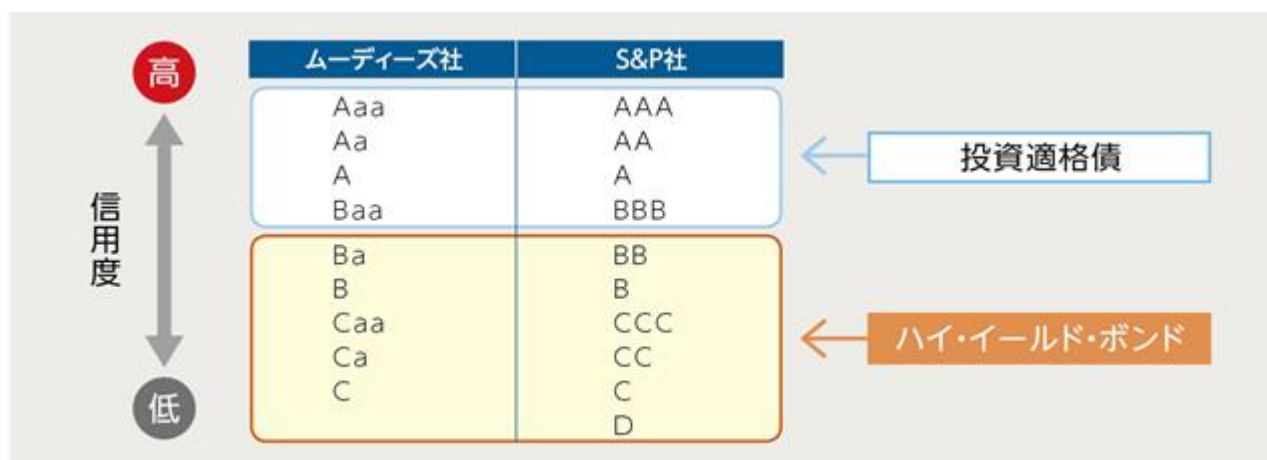 高
信用度
低
ムーディーズ社 S&P社
Aaa AAA
Aa AA
A A
Baa BBB
投資適格債
Ba BB
B B
Caa CCC
Ca CC
C C
D
ハイ・イールド・ボンド